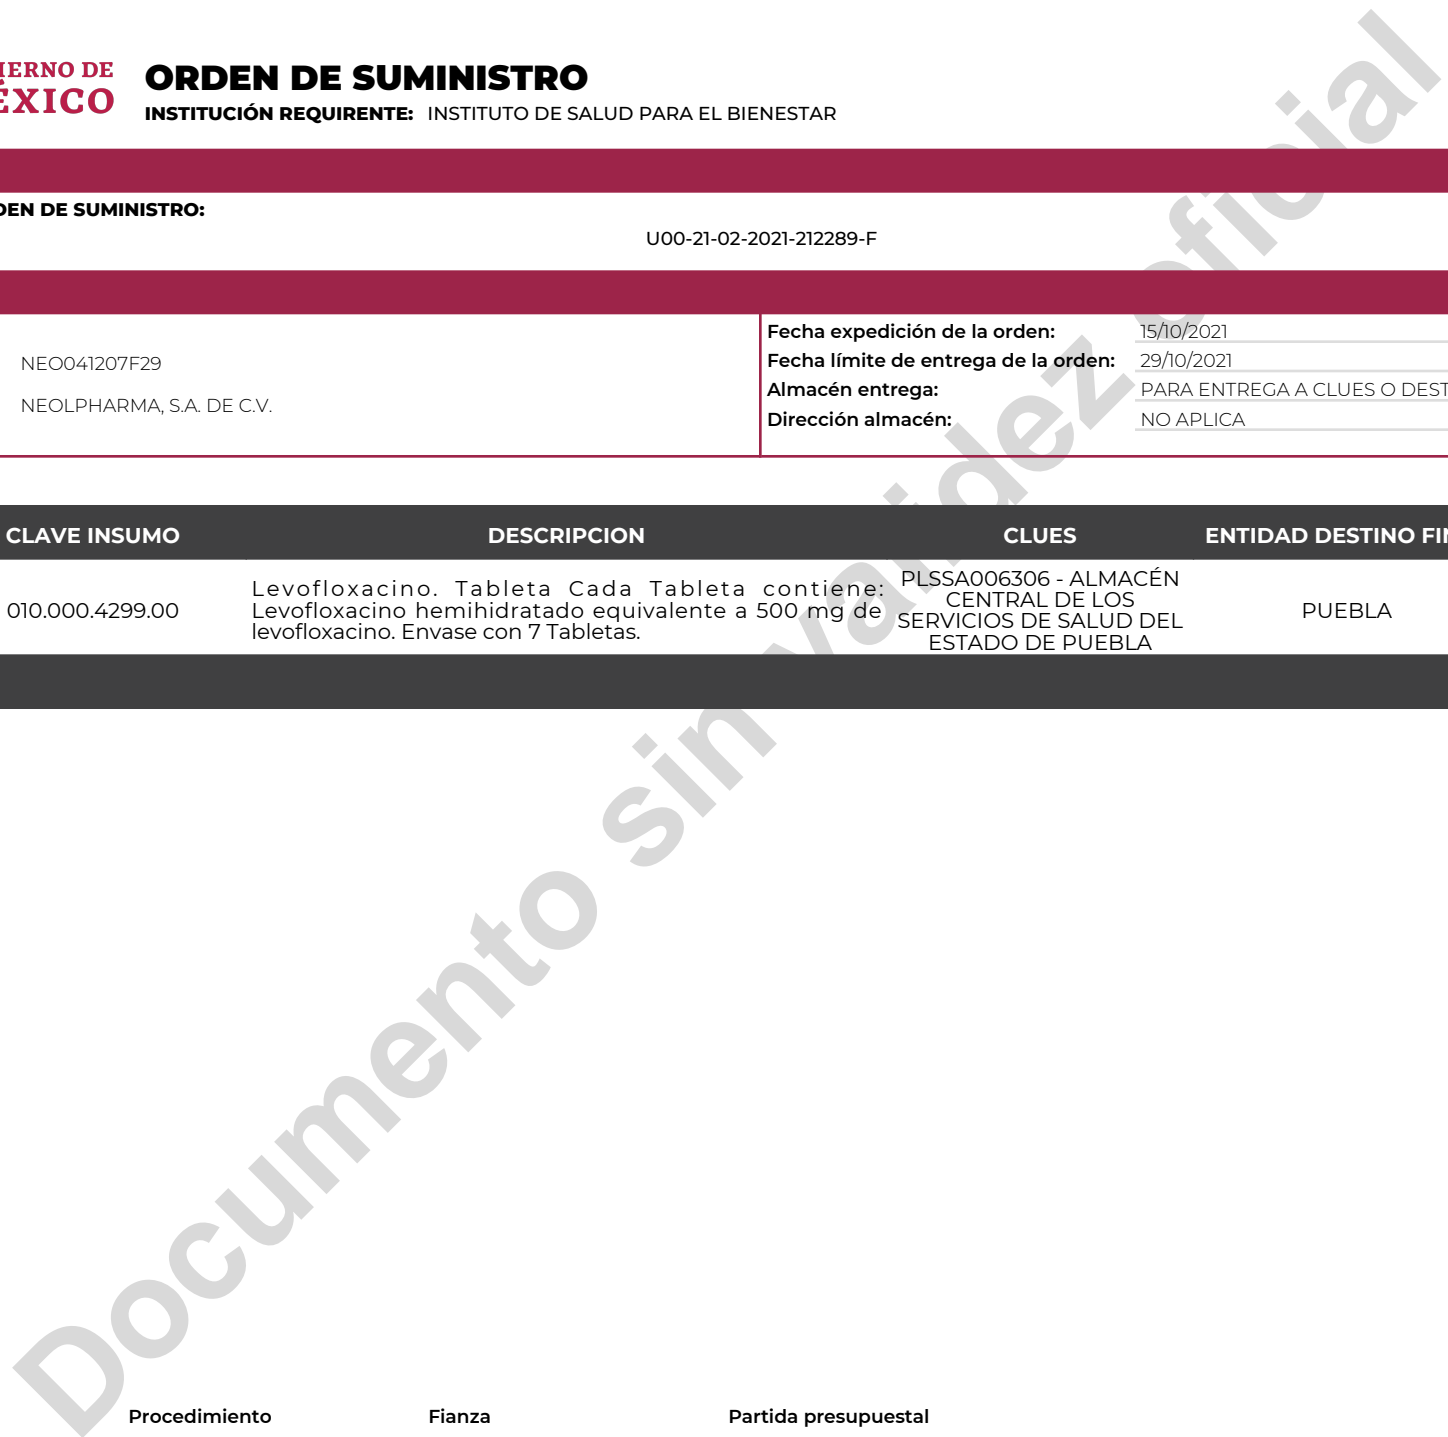 IERNO DE
ÉXICO
ORDEN DE SUMINISTRO
INSTITUCIÓN REQUIRENTE: INSTITUTO DE SALUD PARA EL BIENESTAR
DEN DE SUMINISTRO:
U00-21-02-2021-212289-F
NEO041207F29
NEOLPHARMA, S.A. DE C.V.
Fecha expedición de la orden: 15/10/2021
Fecha límite de entrega de la orden: 29/10/2021
Almacén entrega: PARA ENTREGA A CLUES O DEST
Dirección almacén: NO APLICA
CLAVE INSUMO DESCRIPCION CLUES ENTIDAD DESTINO FIN
010.000.4299.00
Levofloxacino. Tableta Cada Tableta contiene:
Levofloxacino hemihidratado equivalente a 500 mg de
levofloxacino. Envase con 7 Tabletas.
PLSSA006306 - ALMACÉN
CENTRAL DE LOS
SERVICIOS DE SALUD DEL
ESTADO DE PUEBLA
PUEBLA
Documento sin validez oficial
Procedimiento Fianza Partida presupuestal